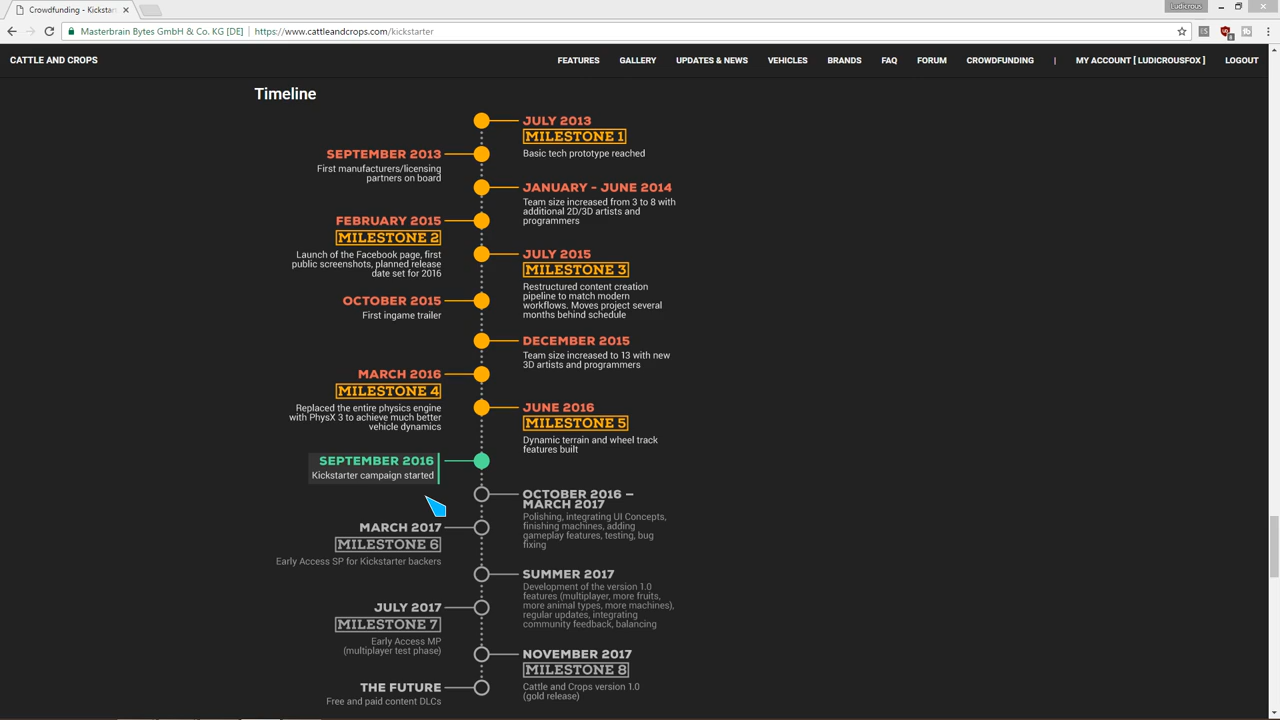 Crowdfunding - Kickstar
Ludicrous
Masterbrain Bytes GmbH & Co. KG [DE]
https://www.cattleandcrops.com/kickstarter
CATTLE AND CROPS
FEATURES
GALLERY
UPDATES & NEWS
VEHICLES
BRANDS
FAQ
FORUM
CROWDFUNDING
|
MY ACCOUNT [ LUDICROUSFOX ]
LOGOUT
Timeline
JULY 2013
MILESTONE 1
Basic tech prototype reached
SEPTEMBER 2013
First manufacturers/licensing
partners on board
JANUARY - JUNE 2014
Team size increased from 3 to 8 with
additional 2D/3D artists and
programmers
FEBRUARY 2015
MILESTONE 2
Launch of the Facebook page, first
public screenshots, planned release
date set for 2016
JULY 2015
MILESTONE 3
Restructured content creation
pipeline to match modern
workflows. Moves project several
months behind schedule
OCTOBER 2015
First ingame trailer
DECEMBER 2015
Team size increased to 13 with new
3D artists and programmers
MARCH 2016
MILESTONE 4
Replaced the entire physics engine
with PhysX 3 to achieve much better
vehicle dynamics
JUNE 2016
MILESTONE 5
Dynamic terrain and wheel track
features built
SEPTEMBER 2016
Kickstarter campaign started
OCTOBER 2016 –
MARCH 2017
Polishing, integrating UI Concepts,
finishing machines, adding
gameplay features, testing, bug
fixing
MARCH 2017
MILESTONE 6
Early Access SP for Kickstarter backers
SUMMER 2017
Development of the version 1.0
features (multiplayer, more fruits,
more animal types, more machines),
regular updates, integrating
community feedback, balancing
JULY 2017
MILESTONE 7
Early Access MP
(multiplayer test phase)
NOVEMBER 2017
MILESTONE 8
Cattle and Crops version 1.0
(gold release)
THE FUTURE
Free and paid content DLCs